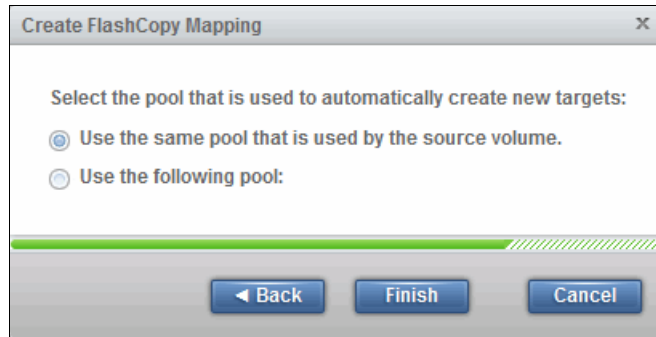 Create FlashCopy Mapping x
Select the pool that is used to automatically create new targets:
Use the same pool that is used by the source volume.
Use the following pool:
Back Finish Cancel